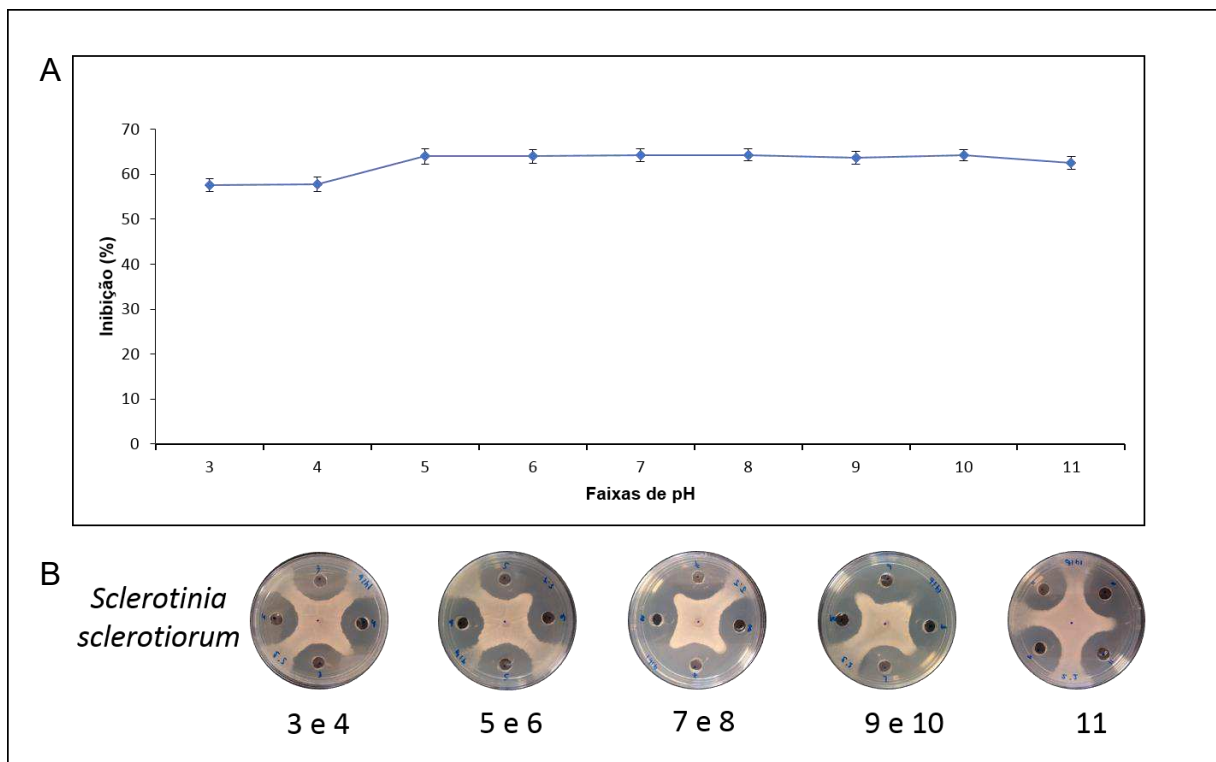 A
70
60
50
40
30
20
10
0
Inibição (%)
3 4 5 6 7 8 9 10 11
Faixas de pH
B
Sclerotinia
sclerotiorum
3 e 4
5 e 6
7 e 8
9 e 10
11